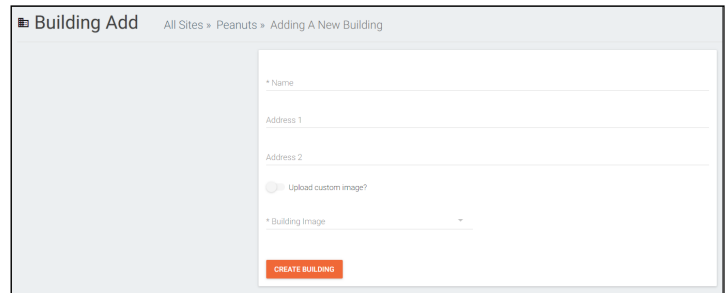 Building Add All Sites » Peanuts » Adding A New Building
* Name
Address 1
Address 2
Upload custom image?
* Building Image
CREATE BUILDING